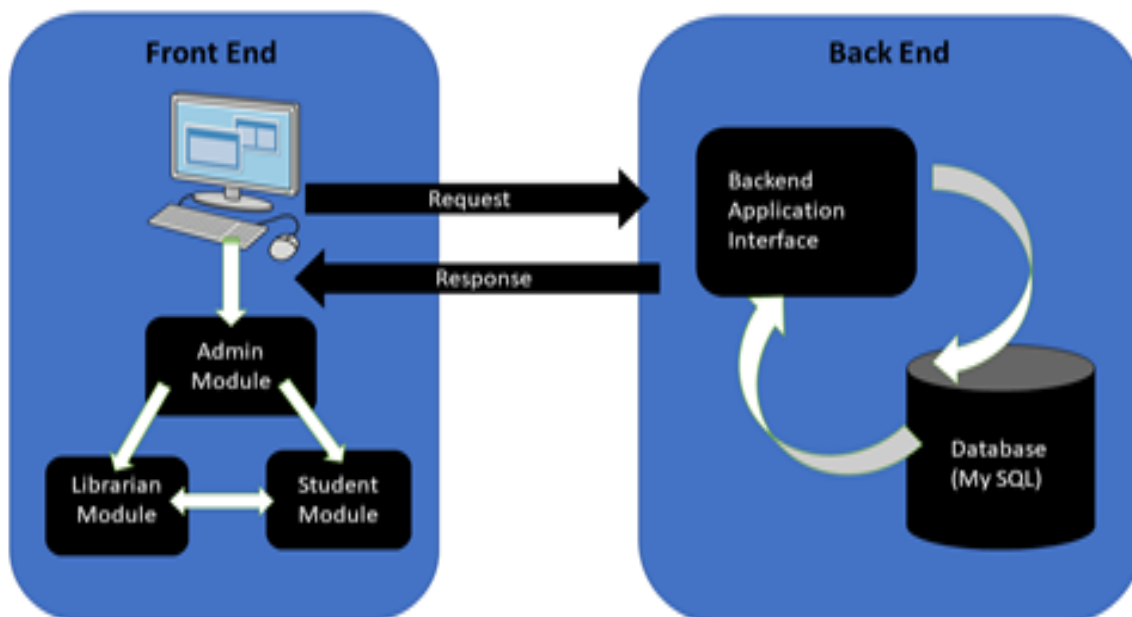 Front End
Back End
Request
Response
Backend
Application
Interface
Admin
Module
Librarian
Module
Student
Module
Database
(My SQL)